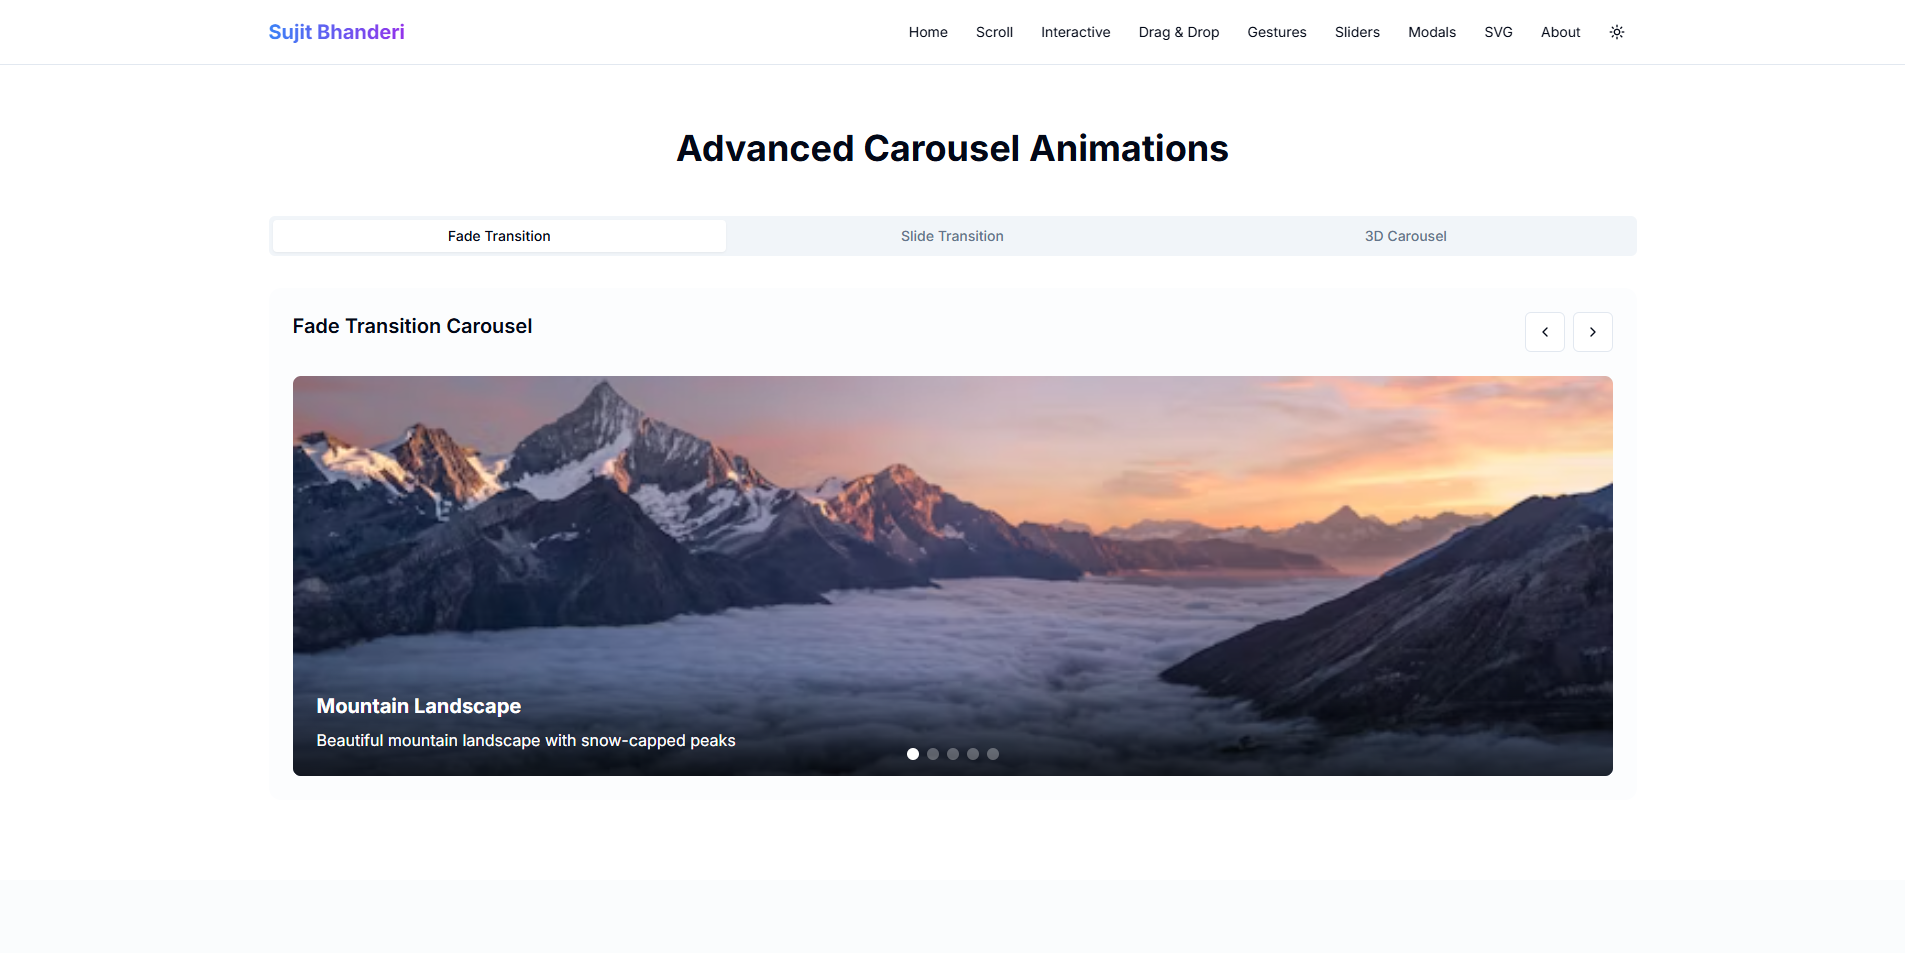 Sujit Bhanderi
Home Scroll Interactive Drag & Drop Gestures Sliders Modals SVG About
Advanced Carousel Animations
Fade Transition Slide Transition 3D Carousel
Fade Transition Carousel
Mountain Landscape
Beautiful mountain landscape with snow-capped peaks